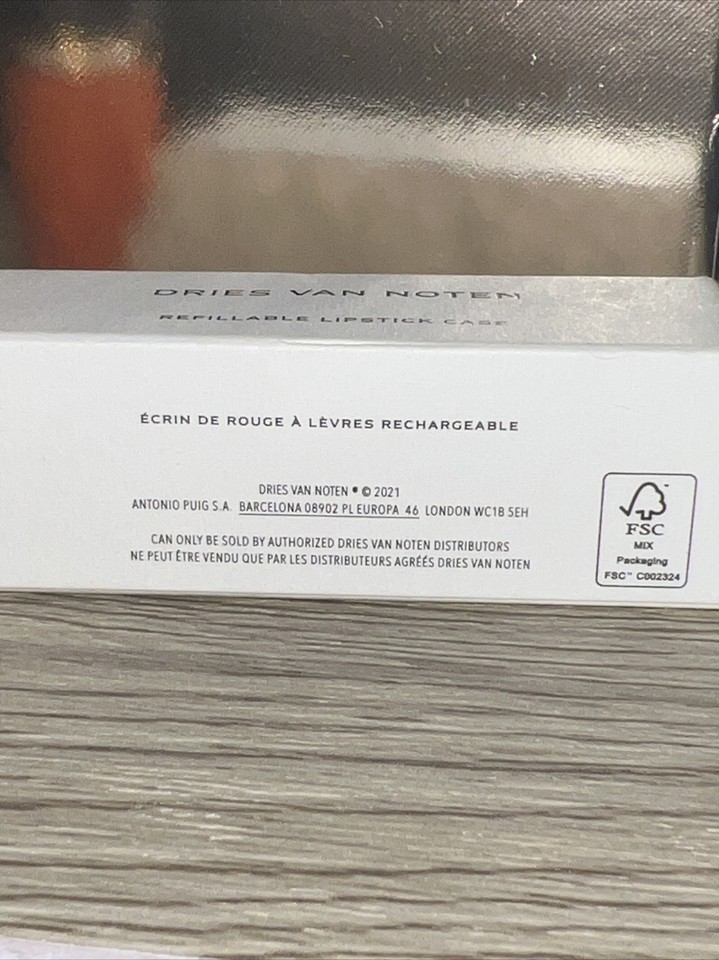 DRIES VAN NOTEN
REFILLABLE LIPSTICK CASE
ÉCRIN DE ROUGE À LÈVRES RECHARGEABLE
DRIES VAN NOTEN • © 2021
ANTONIO PUIG S.A. BARCELONA 08902 PL EUROPA 46 LONDON WC1B 5EH
CAN ONLY BE SOLD BY AUTHORIZED DRIES VAN NOTEN DISTRIBUTORS
NE PEUT ÊTRE VENDU QUE PAR LES DISTRIBUTEURS AGRÉÉS DRIES VAN NOTEN
FSC
MIX
Packaging
FSC™ C002324